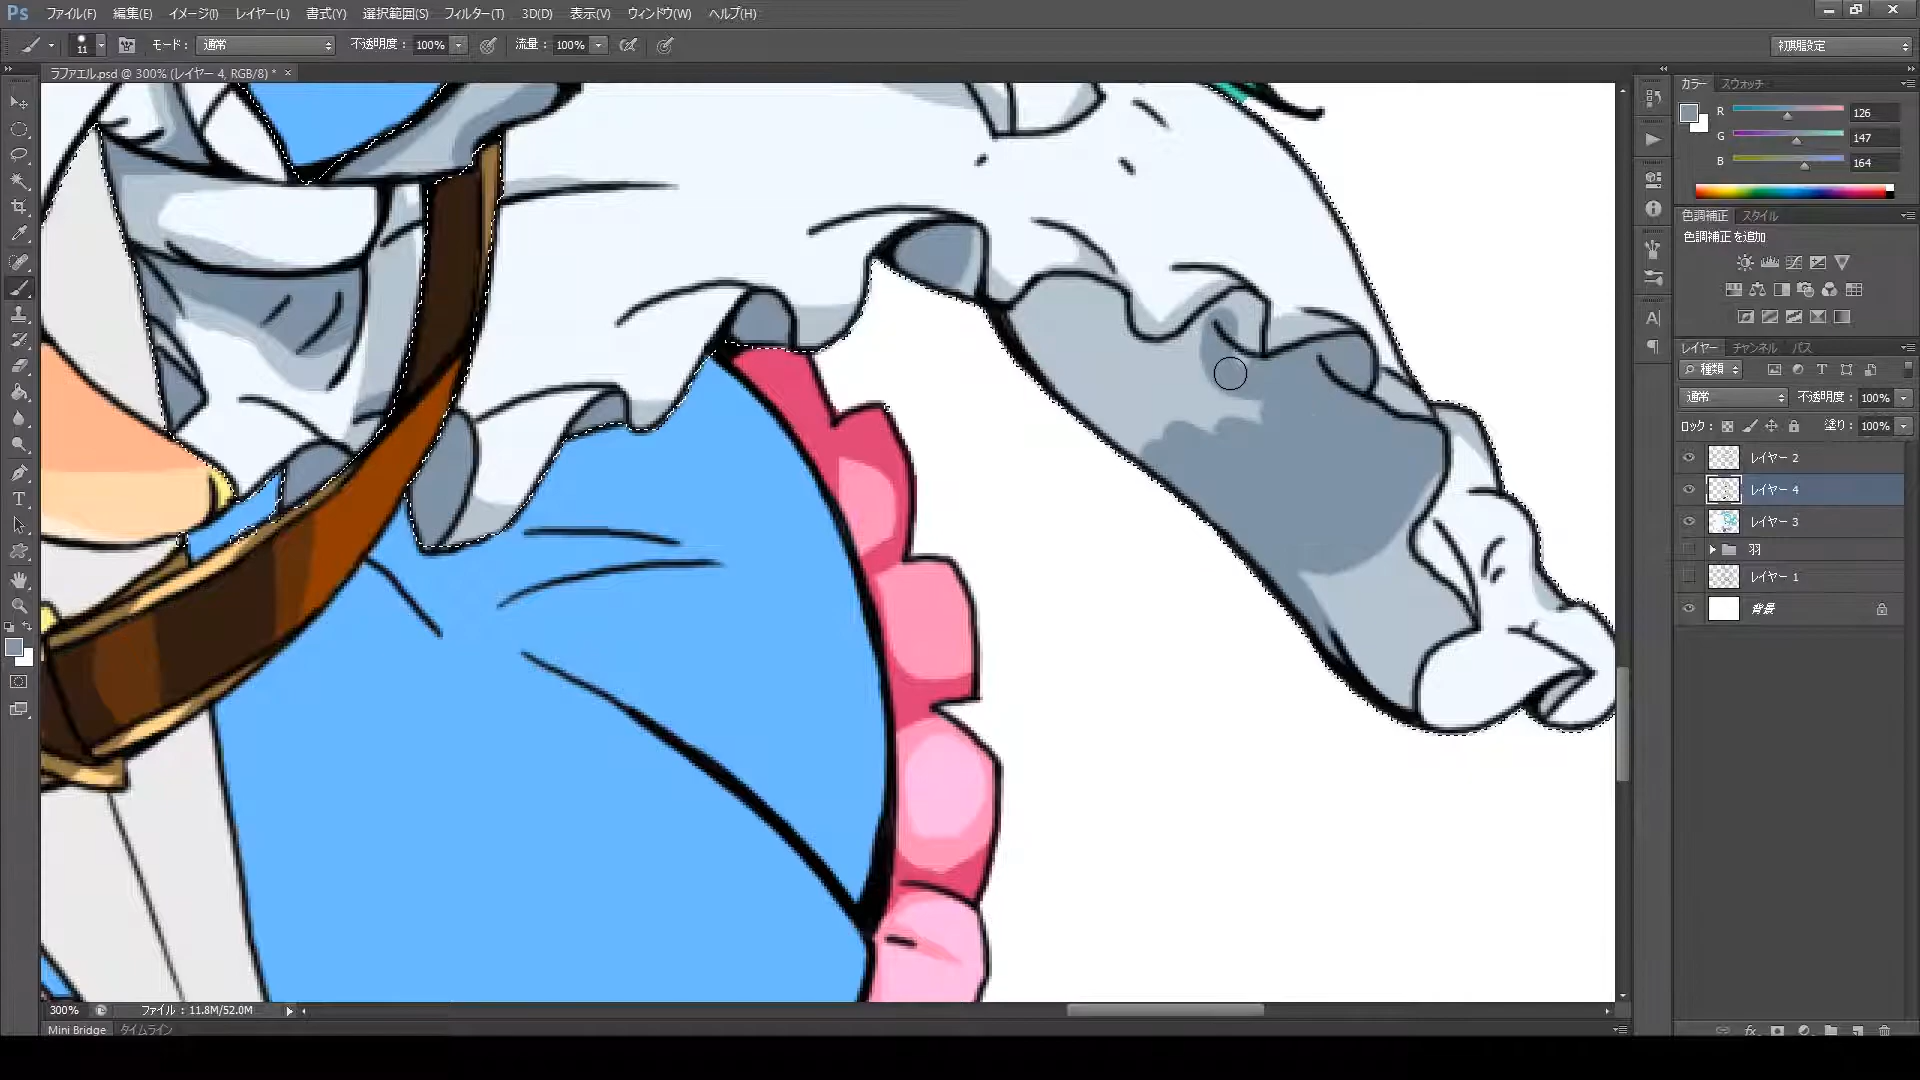 Ps ファイル(F) 編集(E) イメージ(I) レイヤー(L) 書式(Y) 選択範囲(S) フィルター(T) 3D(D) 表示(V) ウィンドウ(W) ヘルプ(H)
11 モード： 通常 不透明度： 100% 流量： 100% 初期設定
ラファエル.psd @ 300% (レイヤー 4, RGB/8) * ×
カラー スウォッチ
R 126
G 147
B 164
色調補正 スタイル
色調補正を追加
レイヤー チャンネル パス
種類
通常 不透明度： 100%
ロック： 塗り： 100%
レイヤー 2
レイヤー 4
レイヤー 3
羽
レイヤー 1
背景
300% ファイル：11.8M/52.0M
Mini Bridge タイムライン